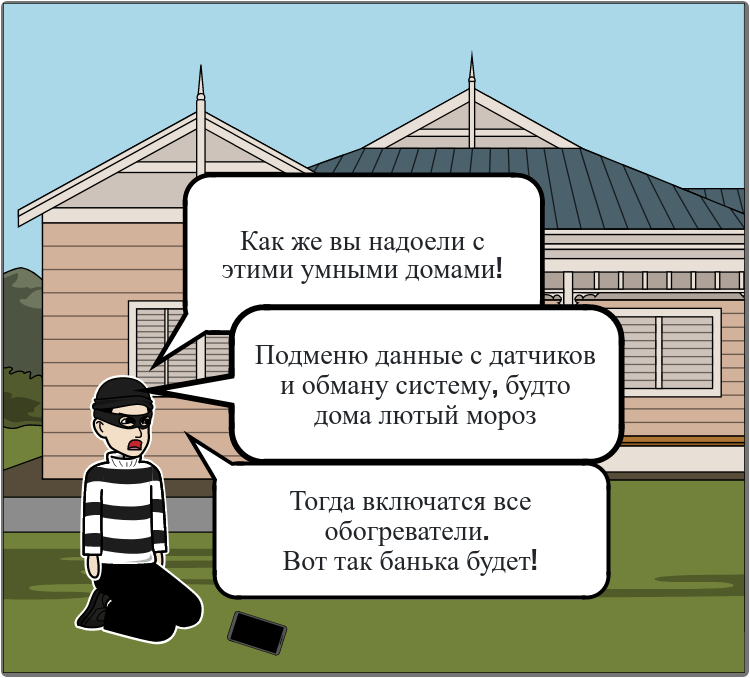 Как же вы надоели с
этими умными домами!
Подменю данные с датчиков
и обману систему, будто
дома лютый мороз
Тогда включатся все
обогреватели.
Вот так банька будет!